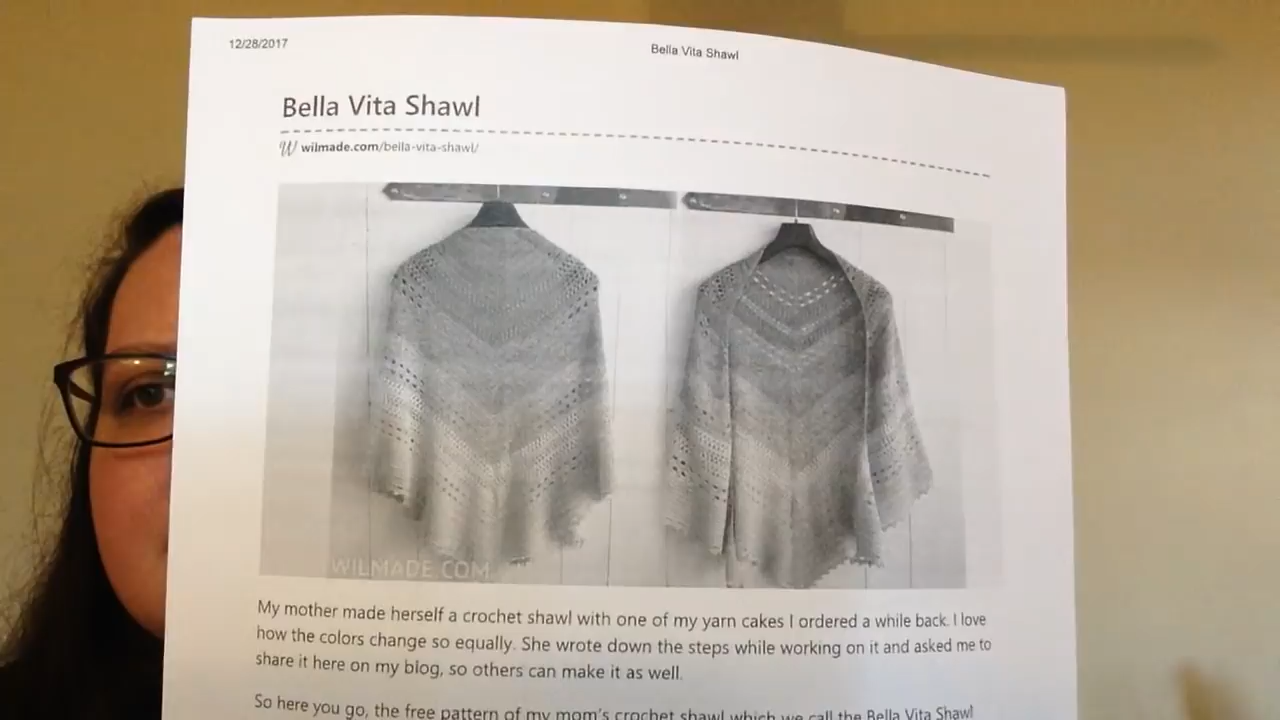 12/28/2017
Bella Vita Shawl
Bella Vita Shawl
W wilmade.com/bella-vita-shawl/
WILMADE.COM
My mother made herself a crochet shawl with one of my yarn cakes I ordered a while back. I love
how the colors change so equally. She wrote down the steps while working on it and asked me to
share it here on my blog, so others can make it as well.
So here you go, the free pattern of my mom's crochet shawl which we call the Bella Vita Shawl